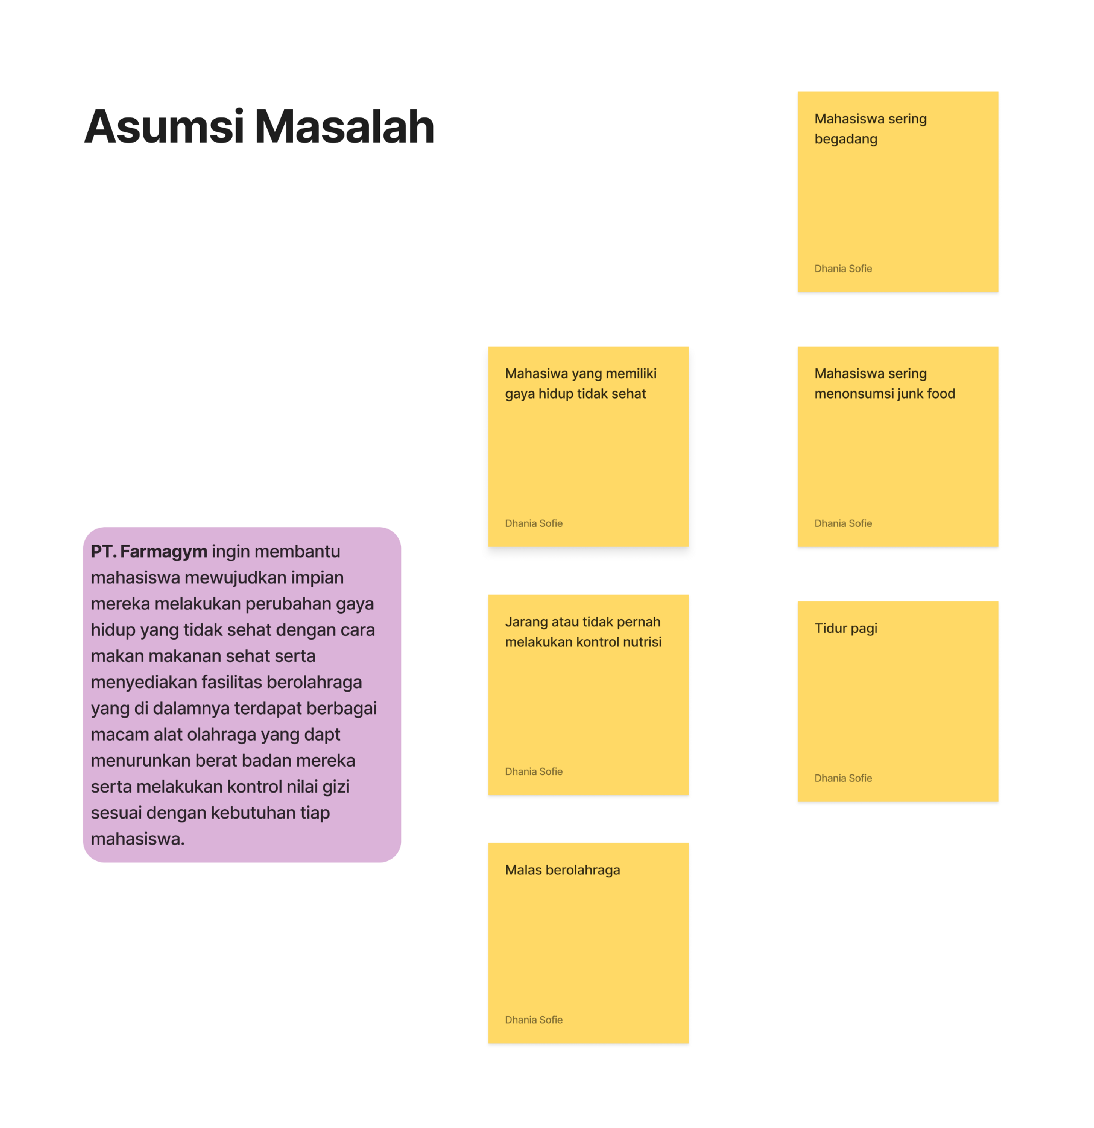 Asumsi Masalah
PT. Farmagym ingin membantu
mahasiswa mewujudkan impian
mereka melakukan perubahan gaya
hidup yang tidak sehat dengan cara
makan makanan sehat serta
menyediakan fasilitas berolahraga
yang di dalamnya terdapat berbagai
macam alat olahraga yang dapt
menurunkan berat badan mereka
serta melakukan kontrol nilai gizi
sesuai dengan kebutuhan tiap
mahasiswa.
Mahasiwa yang memiliki
gaya hidup tidak sehat
Dhania Sofie
Jarang atau tidak pernah
melakukan kontrol nutrisi
Dhania Sofie
Malas berolahraga
Dhania Sofie
Mahasiswa sering
begadang
Dhania Sofie
Mahasiswa sering
menonsumsi junk food
Dhania Sofie
Tidur pagi
Dhania Sofie